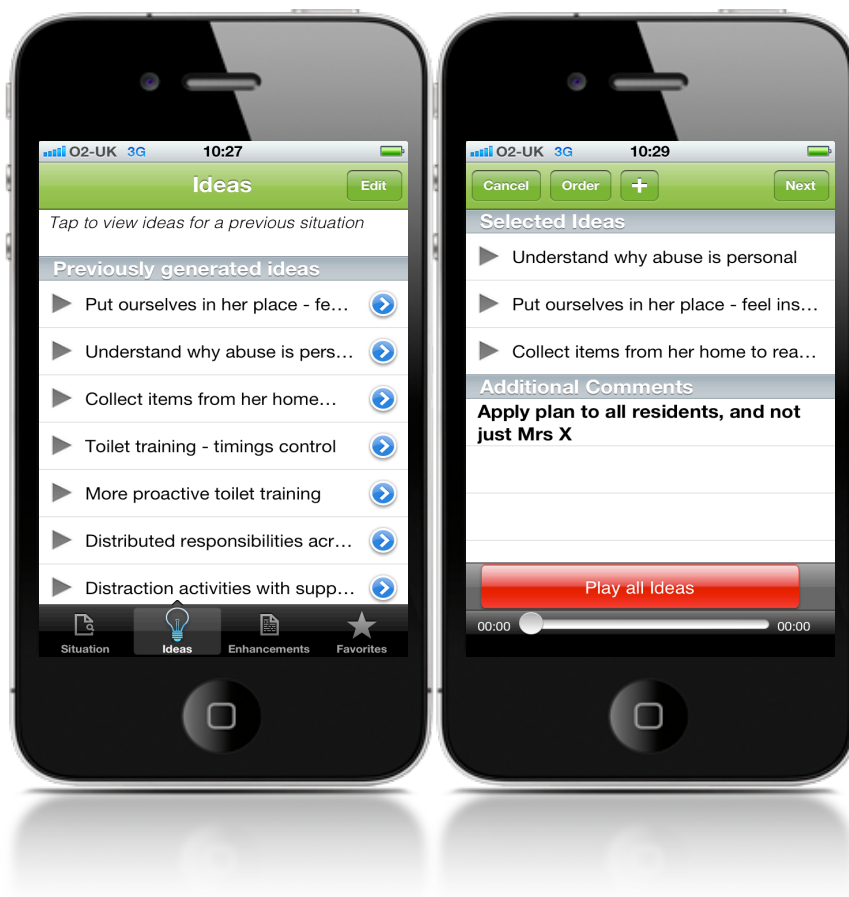 O2-UK 3G 10:27
Ideas Edit
Tap to view ideas for a previous situation
Previously generated ideas
Put ourselves in her place - fe...
Understand why abuse is pers...
Collect items from her home...
Toilet training - timings control
More proactive toilet training
Distributed responsibilities acr...
Distraction activities with supp...
Situation Ideas Enhancements Favorites
O2-UK 3G 10:29
Cancel Order + Next
Selected Ideas
Understand why abuse is personal
Put ourselves in her place - feel ins...
Collect items from her home to rea...
Additional Comments
Apply plan to all residents, and not
just Mrs X
Play all Ideas
00:00 00:00